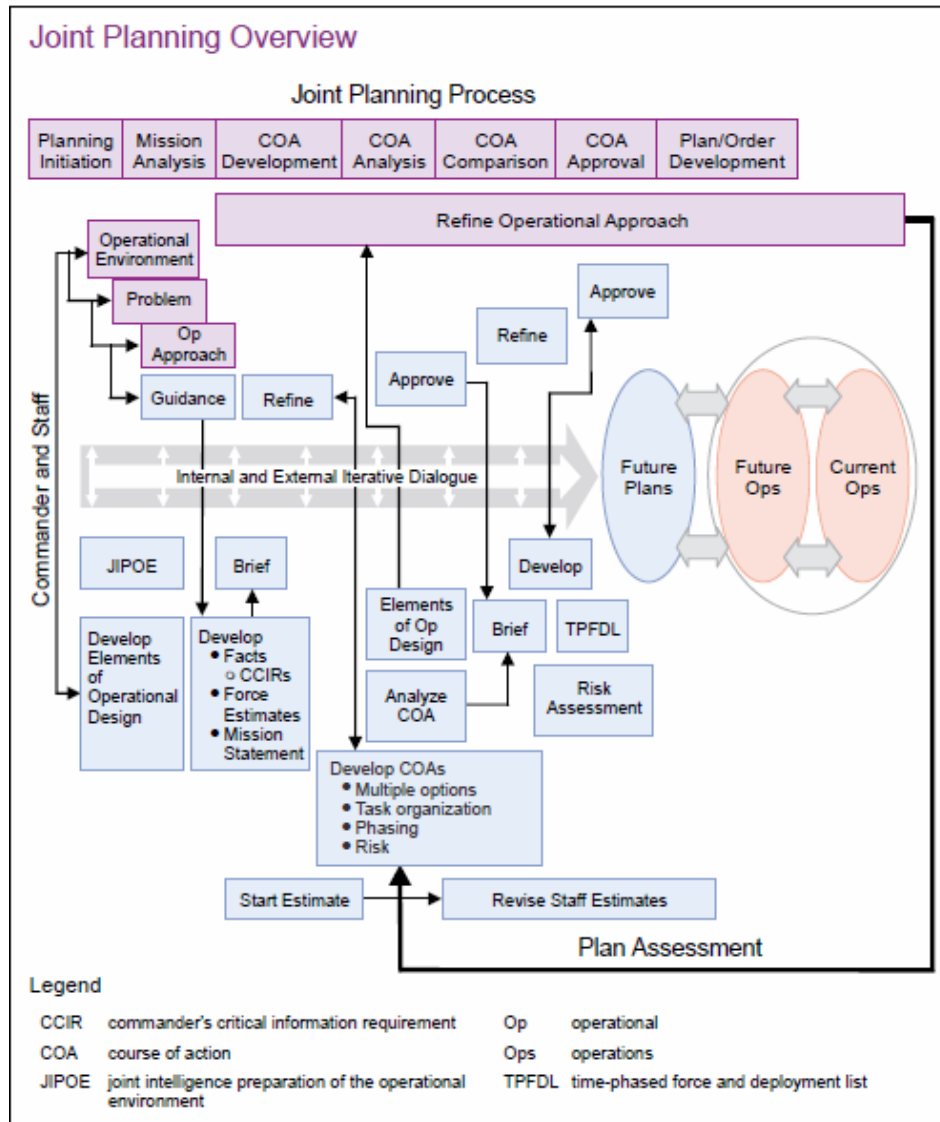 Joint Planning Overview
Joint Planning Process
Planning
Initiation
Mission
Analysis
COA
Development
COA
Analysis
COA
Comparison
COA
Approval
Plan/Order
Development
Refine Operational Approach
Operational
Environment
Problem
Op
Approach
Guidance
Refine
Approve
Refine
Approve
Commander and Staff
Internal and External Iterative Dialogue
Future
Plans
Future
Ops
Current
Ops
JIPOE
Brief
Develop
Elements
of Op
Design
Brief
TPFDL
Develop
Elements
of
Operational
Design
Develop
• Facts
o CCIRs
• Force
Estimates
• Mission
Statement
Analyze
COA
Risk
Assessment
Develop COAs
• Multiple options
• Task organization
• Phasing
• Risk
Start Estimate
Revise Staff Estimates
Plan Assessment
Legend
CCIR commander's critical information requirement
COA course of action
JIPOE joint intelligence preparation of the operational
environment
Op operational
Ops operations
TPFDL time-phased force and deployment list